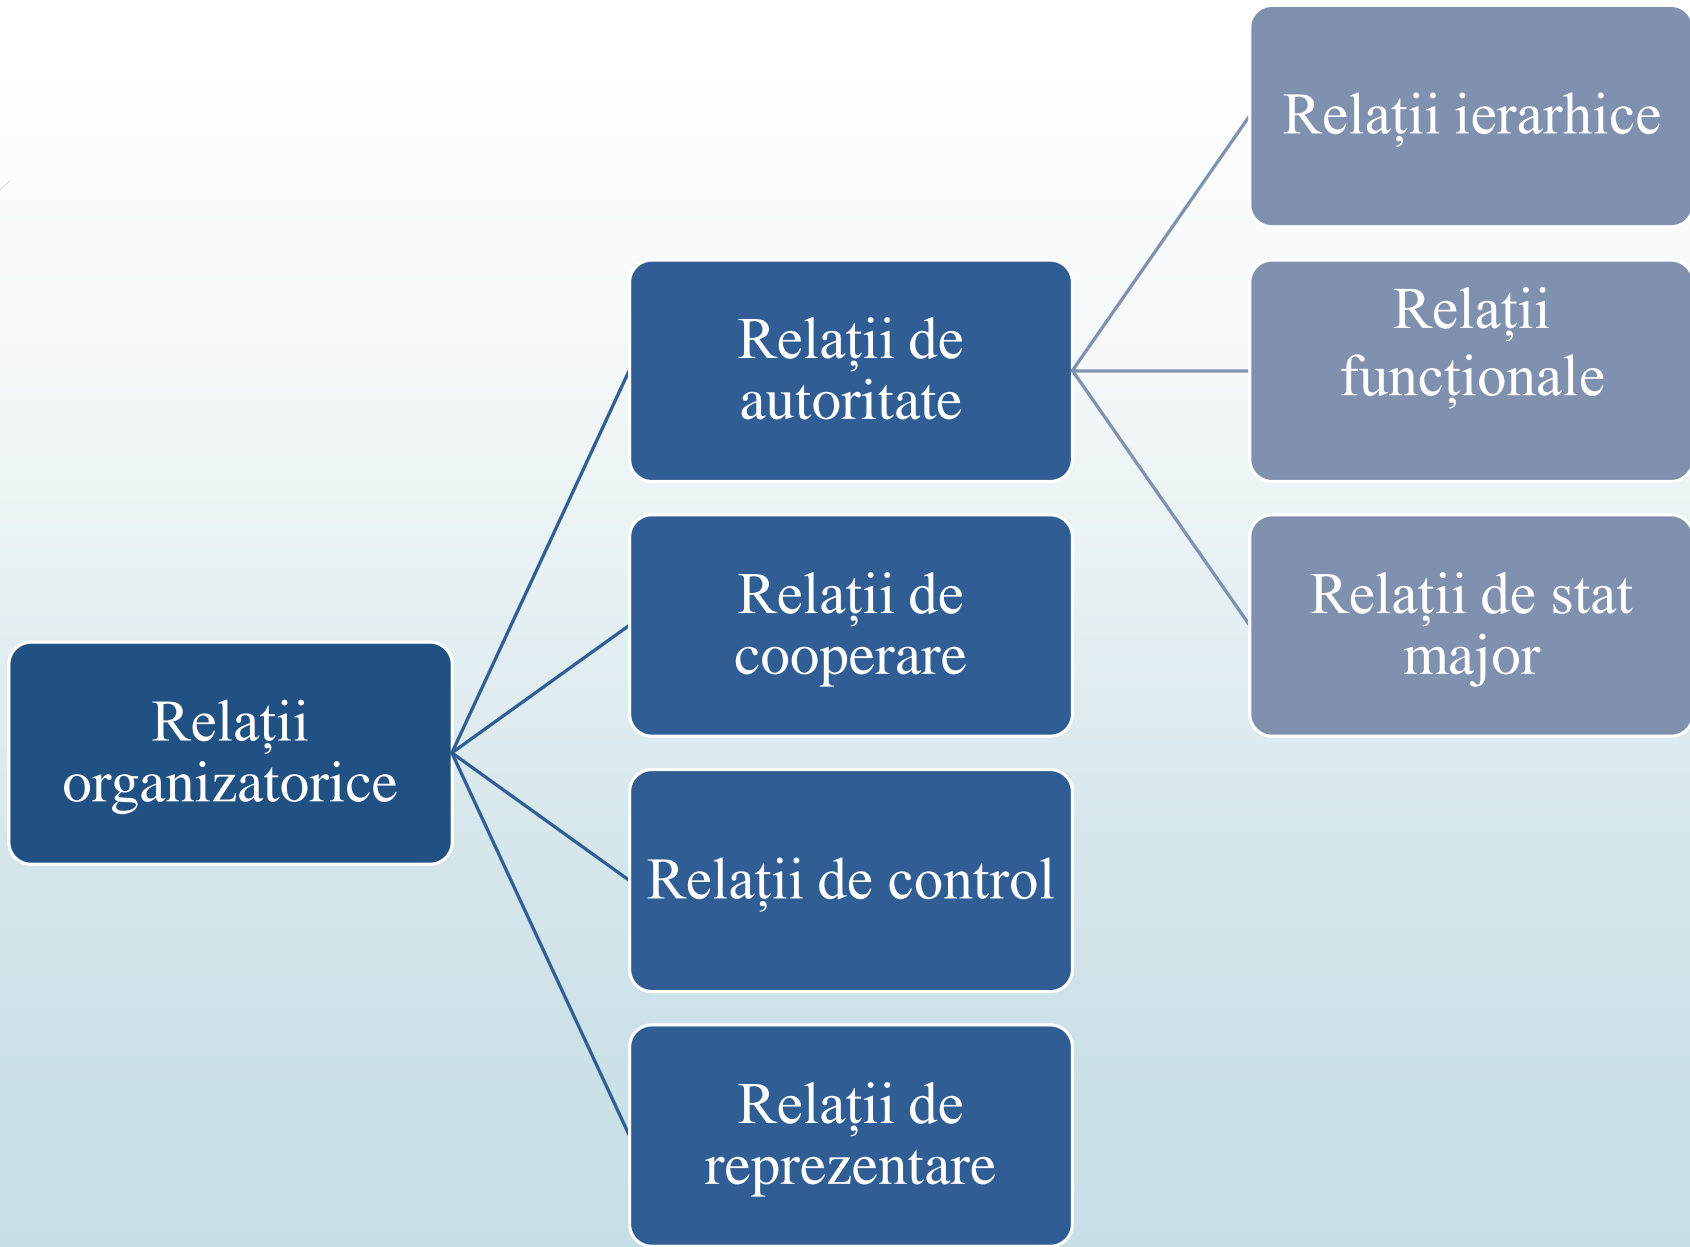 Relații
organizatorice
Relații de
autoritate
Relații de
cooperare
Relații de control
Relații de
reprezentare
Relații ierarhice
Relații
funcționale
Relații de stat
major